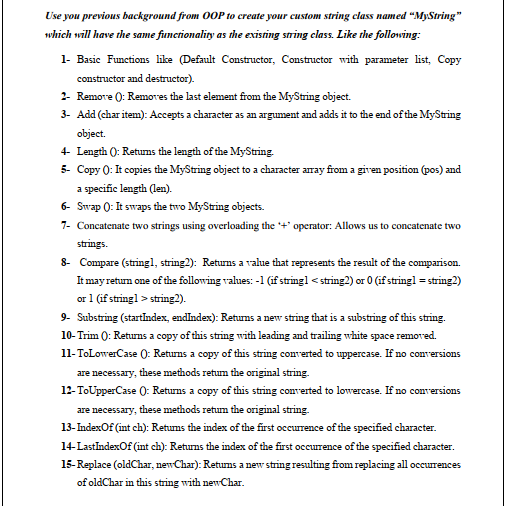 Use you previous background from OOP to create your custom string class named “MyString”
which will have the same functionality as the existing string class. Like the following:
1- Basic Functions like (Default Constructor, Constructor with parameter list, Copy
constructor and destructor).
2- Remove (): Removes the last element from the MyString object.
3- Add (char item): Accepts a character as an argument and adds it to the end of the MyString
object.
4- Length (): Returns the length of the MyString.
5- Copy (): It copies the MyString object to a character array from a given position (pos) and
a specific length (len).
6- Swap (): It swaps the two MyString objects.
7- Concatenate two strings using overloading the ‘+’ operator: Allows us to concatenate two
strings.
8- Compare (string1, string2): Returns a value that represents the result of the comparison.
It may return one of the following values: -1 (if string1 < string2) or 0 (if string1 = string2)
or 1 (if string1 > string2).
9- Substring (startIndex, endIndex): Returns a new string that is a substring of this string.
10- Trim (): Returns a copy of this string with leading and trailing white space removed.
11- ToLowerCase (): Returns a copy of this string converted to uppercase. If no conversions
are necessary, these methods return the original string.
12- ToUpperCase (): Returns a copy of this string converted to lowercase. If no conversions
are necessary, these methods return the original string.
13- IndexOf (int ch): Returns the index of the first occurrence of the specified character.
14- LastIndexOf (int ch): Returns the index of the first occurrence of the specified character.
15- Replace (oldChar, newChar): Returns a new string resulting from replacing all occurrences
of oldChar in this string with newChar.